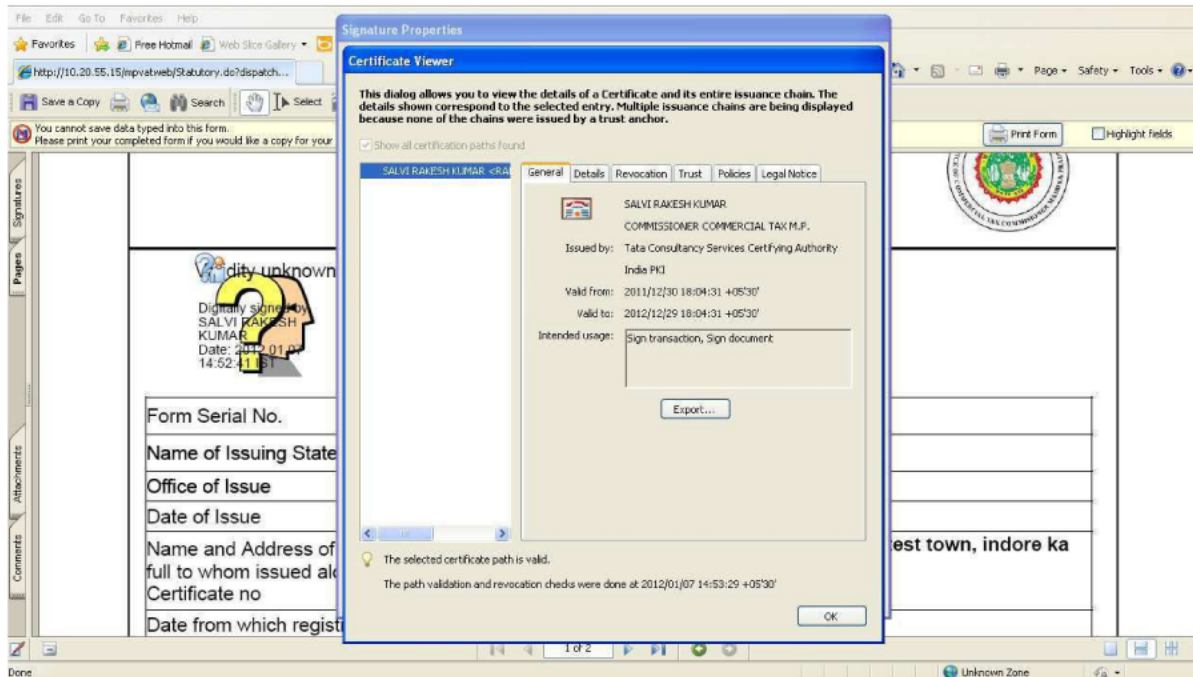 File Edit Go To Favorites Help
Favorites Free Hotmail Web Slice Gallery
http://10.20.55.15/mpvatweb/Statutory.do?dispatch...
Page Safety Tools
Save a Copy Search Select
You cannot save data typed into this form.
Please print your completed form if you would like a copy for your
Print Form Highlight fields
Signatures
Pages
Attachments
Comments
dity unknown
Digitally signed by
SALVI RAKESH
KUMAR
Date: 2012.01.07
14:52:41 IST
Form Serial No.
Name of Issuing State
Office of Issue
Date of Issue
Name and Address of
full to whom issued alo
Certificate no
Date from which regist
est town, indore ka
Signature Properties
Certificate Viewer
This dialog allows you to view the details of a Certificate and its entire issuance chain. The
details shown correspond to the selected entry. Multiple issuance chains are being displayed
because none of the chains were issued by a trust anchor.
Show all certification paths found
SALVI RAKESH KUMAR <RA
General Details Revocation Trust Policies Legal Notice
SALVI RAKESH KUMAR
COMMISSIONER COMMERCIAL TAX M.P.
Issued by: Tata Consultancy Services Certifying Authority
India PKI
Valid from: 2011/12/30 18:04:31 +05'30'
Valid to: 2012/12/29 18:04:31 +05'30'
Intended usage: Sign transaction, Sign document
Export...
The selected certificate path is valid.
The path validation and revocation checks were done at 2012/01/07 14:53:29 +05'30'
OK
1 of 2
Done
Unknown Zone